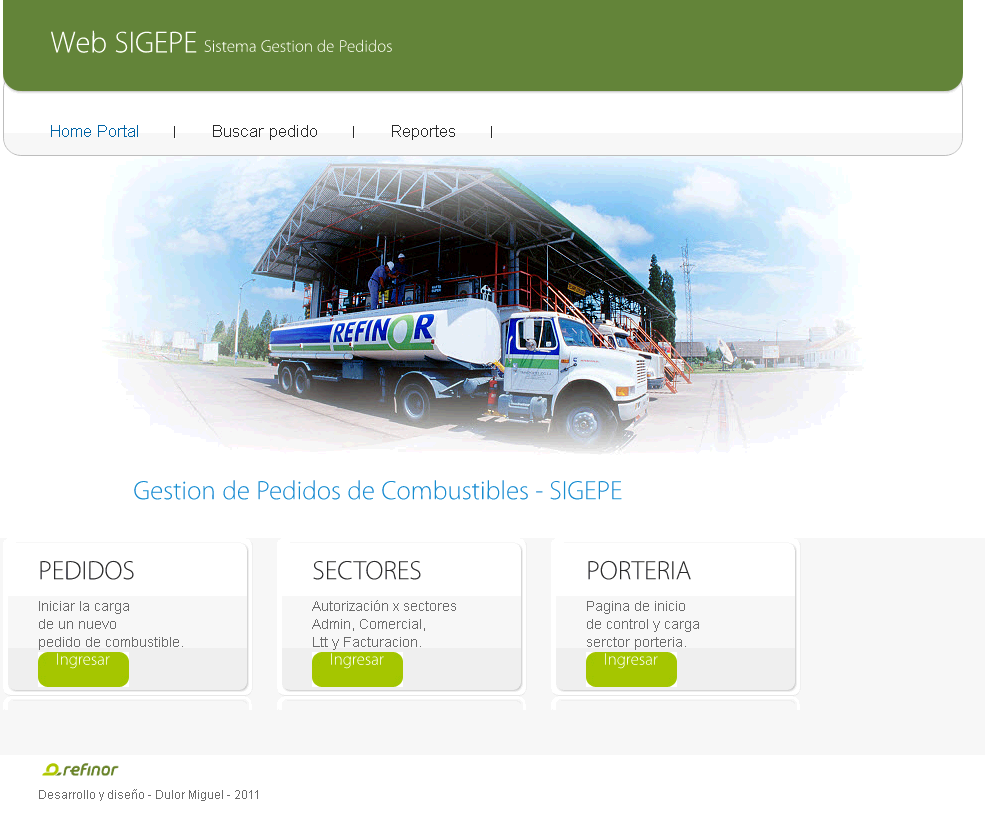 Web SIGEPE Sistema Gestion de Pedidos
Home Portal | Buscar pedido | Reportes |
REFINOR
Gestion de Pedidos de Combustibles - SIGEPE
PEDIDOS
Iniciar la carga
de un nuevo
pedido de combustible.
Ingresar
SECTORES
Autorización x sectores
Admin, Comercial,
Ltt y Facturacion.
Ingresar
PORTERIA
Pagina de inicio
de control y carga
serctor porteria.
Ingresar
refinor
Desarrollo y diseño - Dulor Miguel - 2011